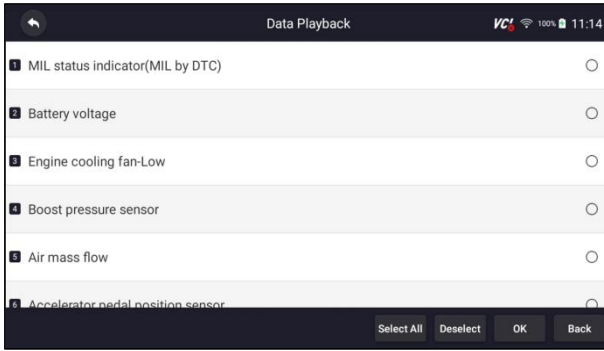 Data Playback
VCI 100% 11:14
1 MIL status indicator(MIL by DTC)
2 Battery voltage
3 Engine cooling fan-Low
4 Boost pressure sensor
5 Air mass flow
6 Accelerator pedal position sensor
Select All Deselect OK Back